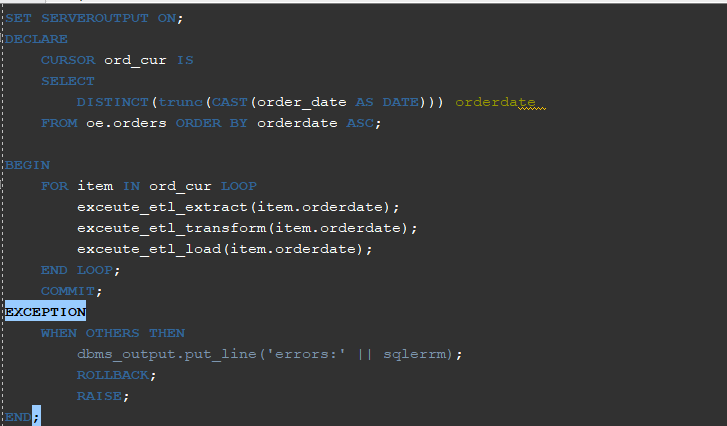 SET SERVEROUTPUT ON;
DECLARE
CURSOR ord_cur IS
SELECT
DISTINCT(trunc(CAST(order_date AS DATE))) orderdate
FROM oe.orders ORDER BY orderdate ASC;
BEGIN
FOR item IN ord_cur LOOP
exceute_etl_extract(item.orderdate);
exceute_etl_transform(item.orderdate);
exceute_etl_load(item.orderdate);
END LOOP;
COMMIT;
EXCEPTION
WHEN OTHERS THEN
dbms_output.put_line('errors:' || sqlerrm);
ROLLBACK;
RAISE;
END;